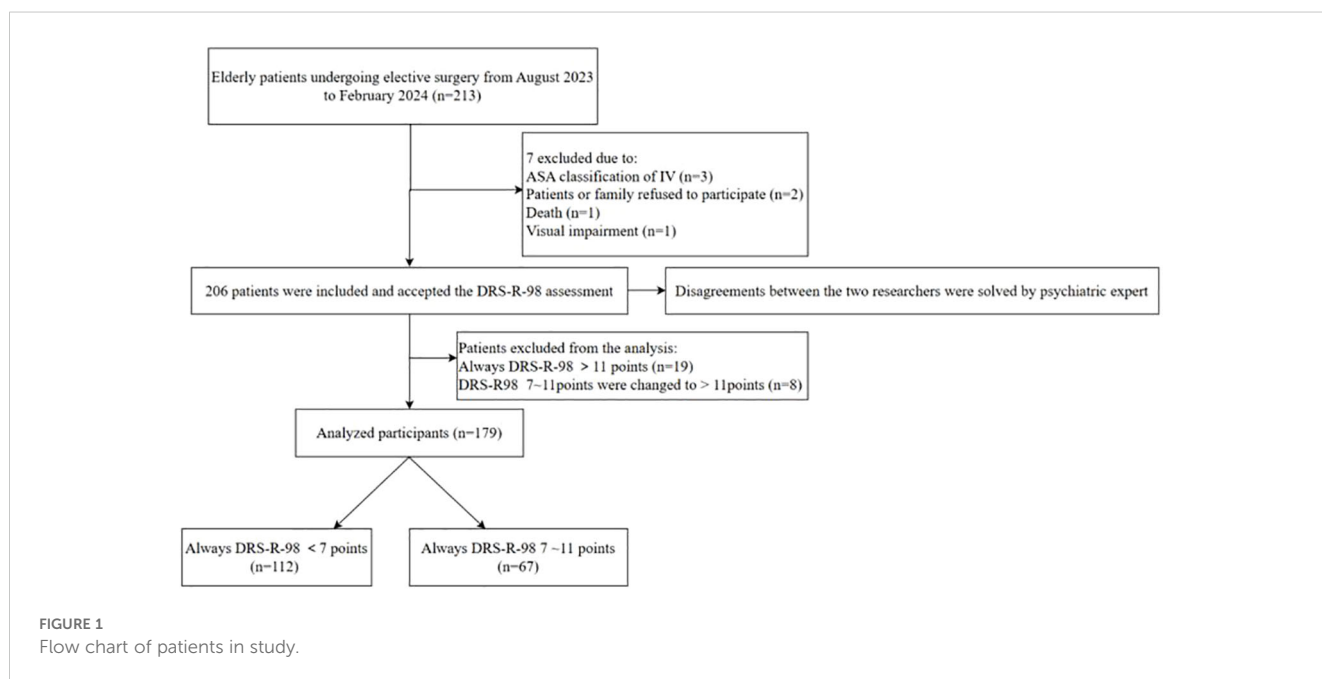 Elderly patients undergoing elective surgery from August 2023
to February 2024 (n=213)
7 excluded due to:
ASA classification of IV (n=3)
Patients or family refused to participate (n=2)
Death (n=1)
Visual impairment (n=1)
206 patients were included and accepted the DRS-R-98 assessment
Disagreements between the two researchers were solved by psychiatric expert
Patients excluded from the analysis:
Always DRS-R-98 > 11 points (n=19)
DRS-R98 7~11points were changed to > 11points (n=8)
Analyzed participants (n=179)
Always DRS-R-98 < 7 points
(n=112)
Always DRS-R-98 7 ~11 points
(n=67)
FIGURE 1
Flow chart of patients in study.